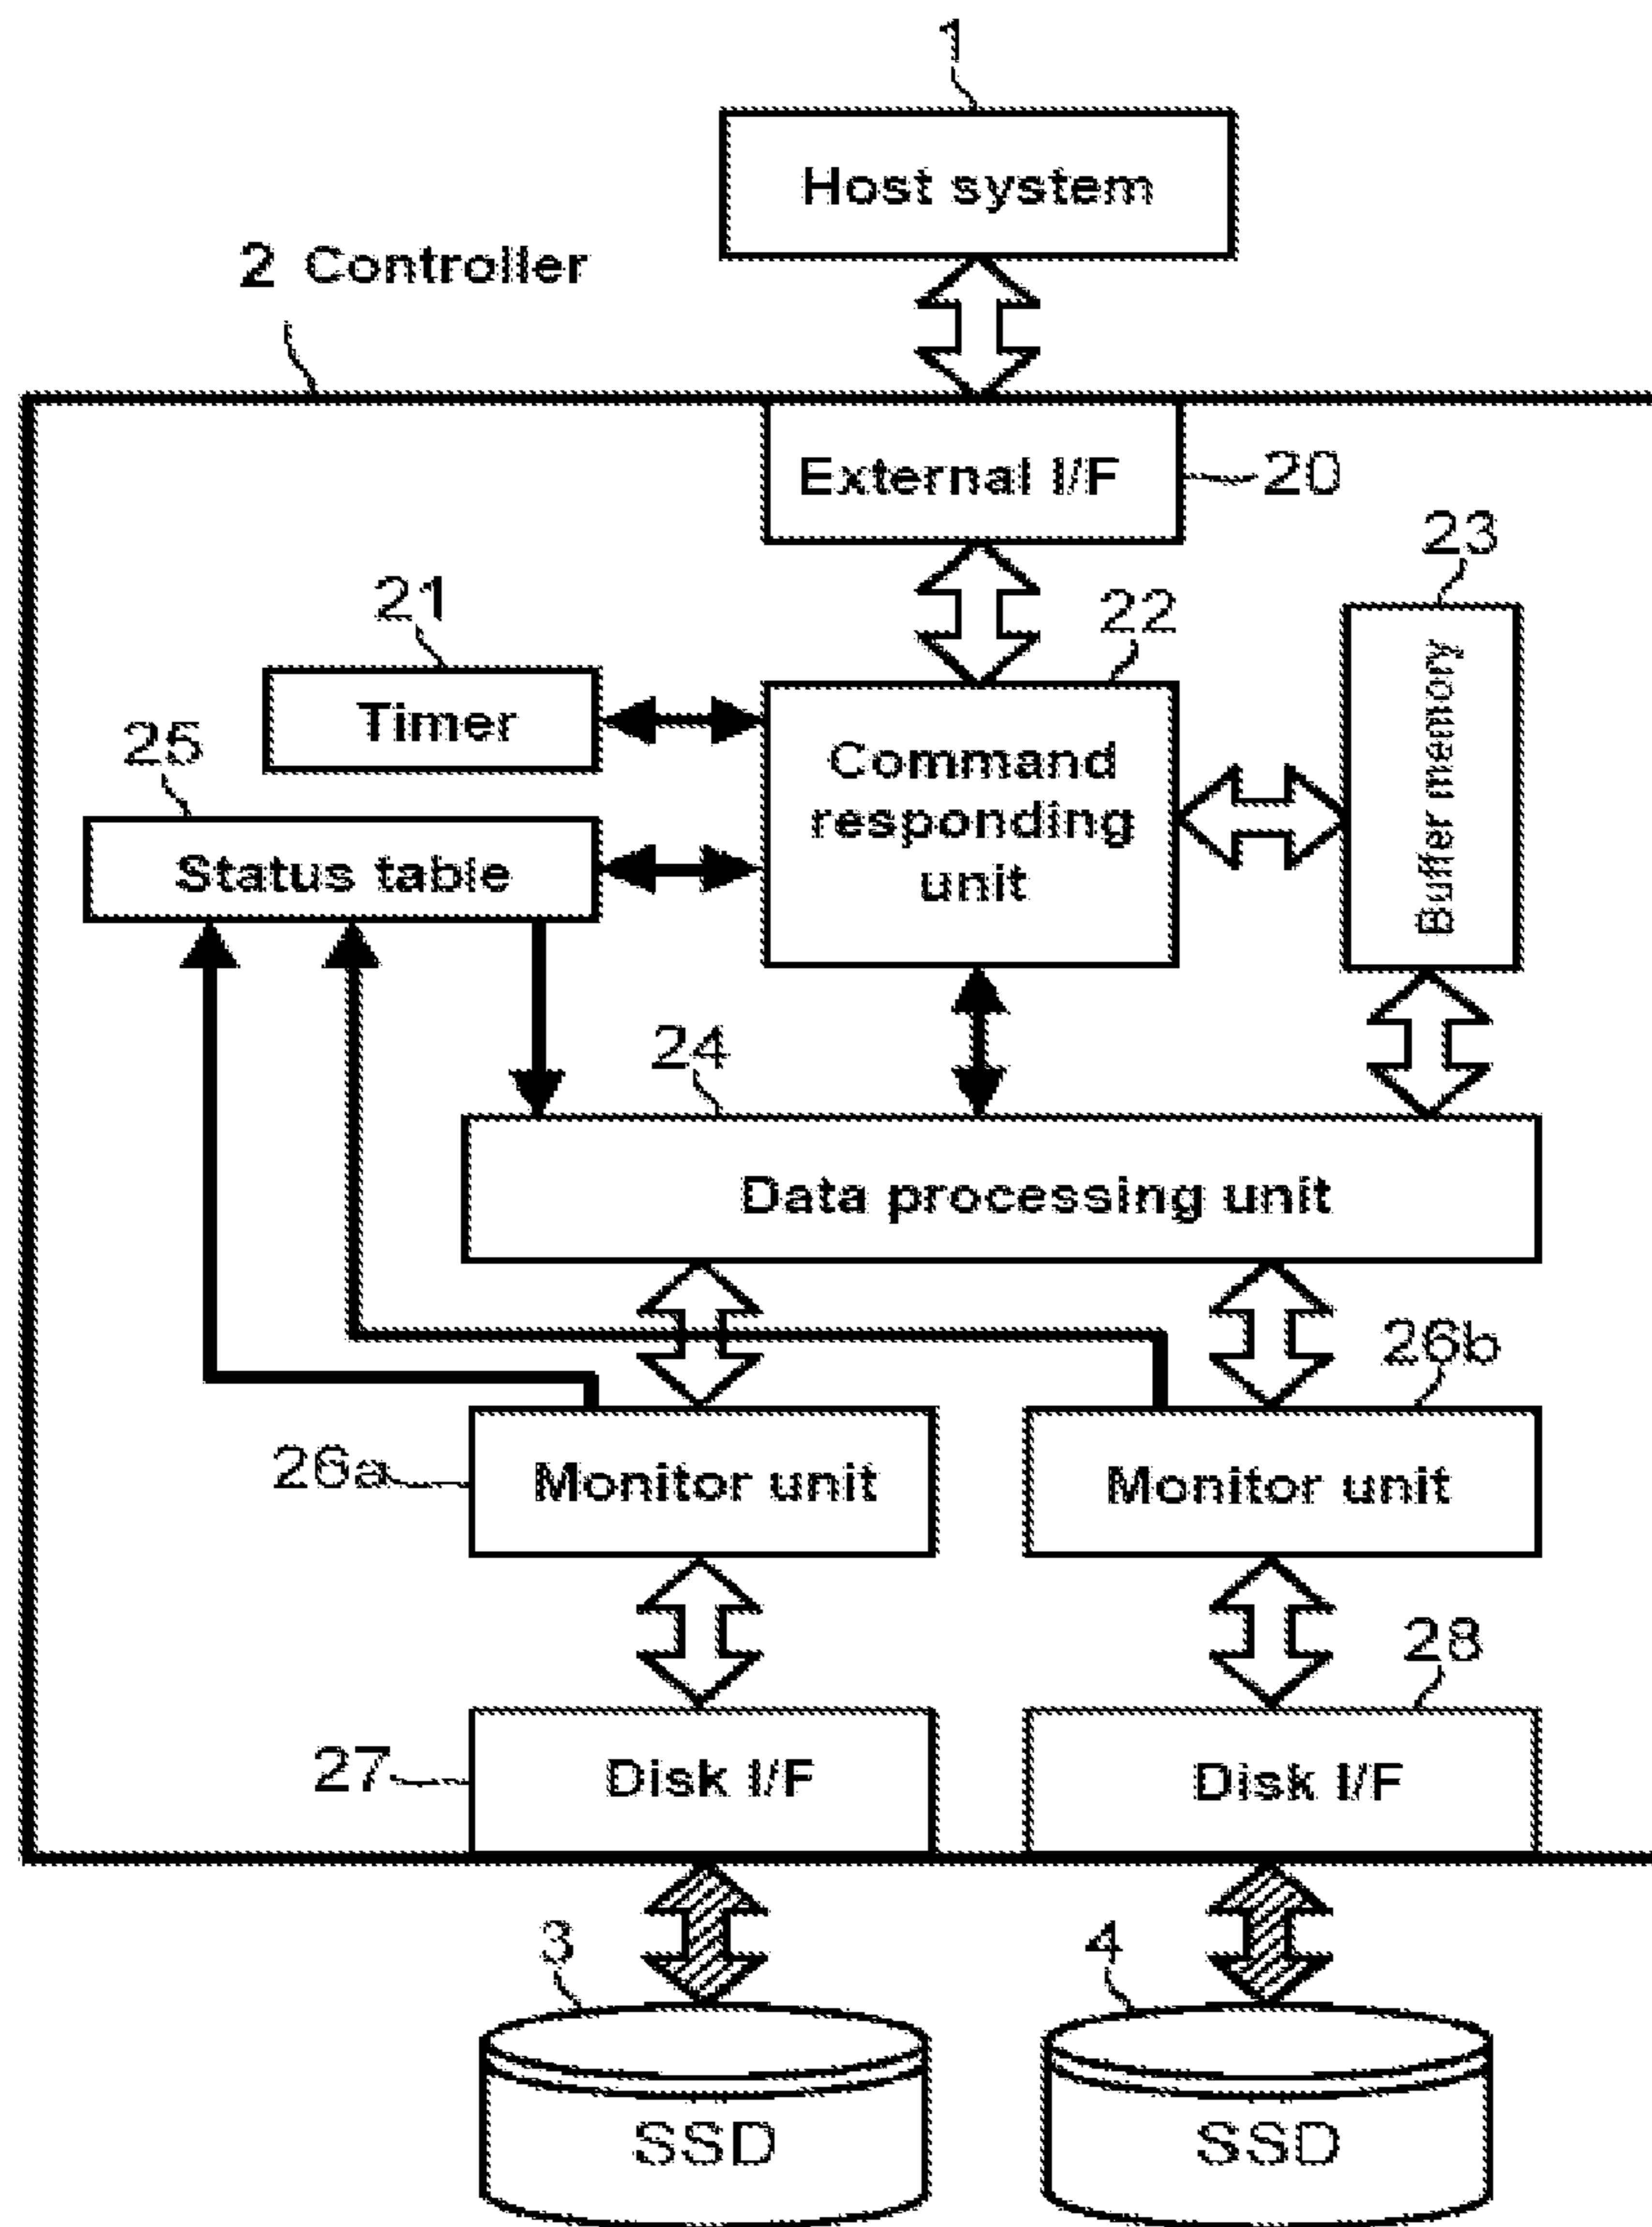 1
Host system
2 Controller
External I/F
20
23
21
22
Timer
Buffer memory
25
Command
responding
unit
Status table
24
Data processing unit
26b
26a
Monitor unit
Monitor unit
28
27
Disk I/F
Disk I/F
3
4
SSD
SSD